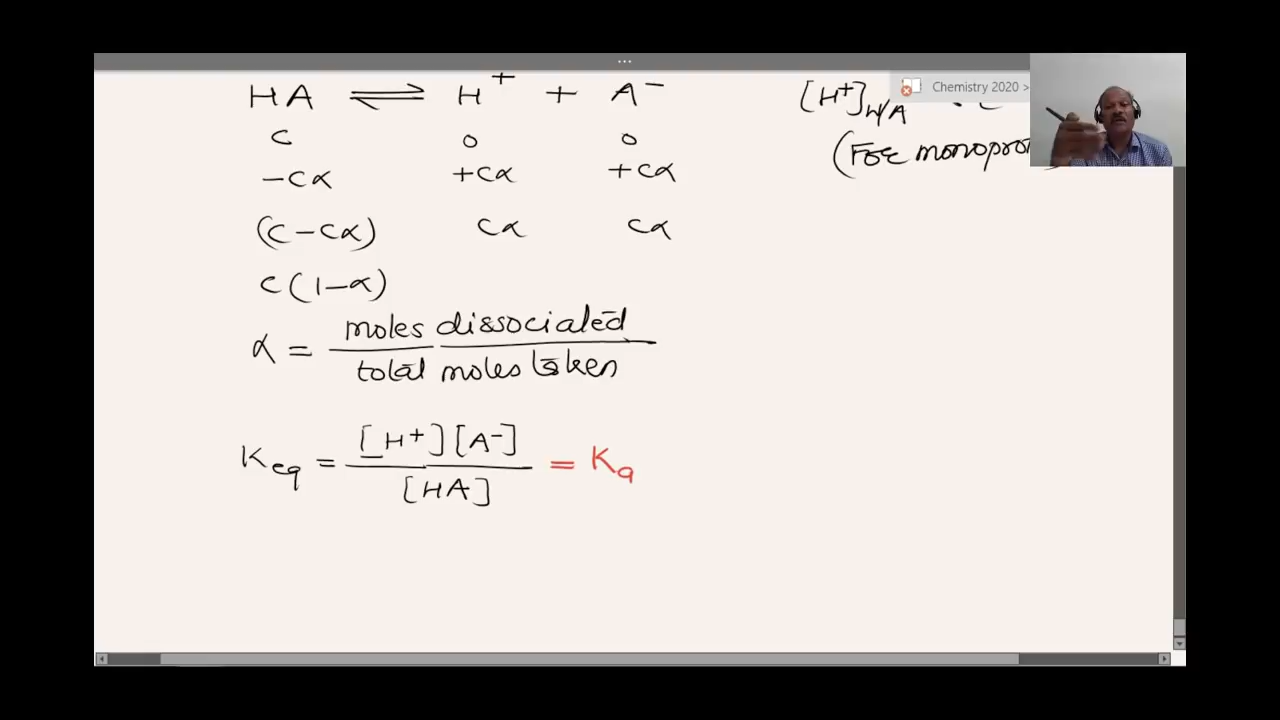 ...
Chemistry 2020 >
HA ⇌ H⁺ + A⁻
[H⁺]W/A
C 0 0
(For monopro
-Cα +Cα +Cα
(C-Cα) Cα Cα
C(1-α)
α = moles dissociated / total moles taken
Keq = [H⁺][A⁻] / [HA] = Ka